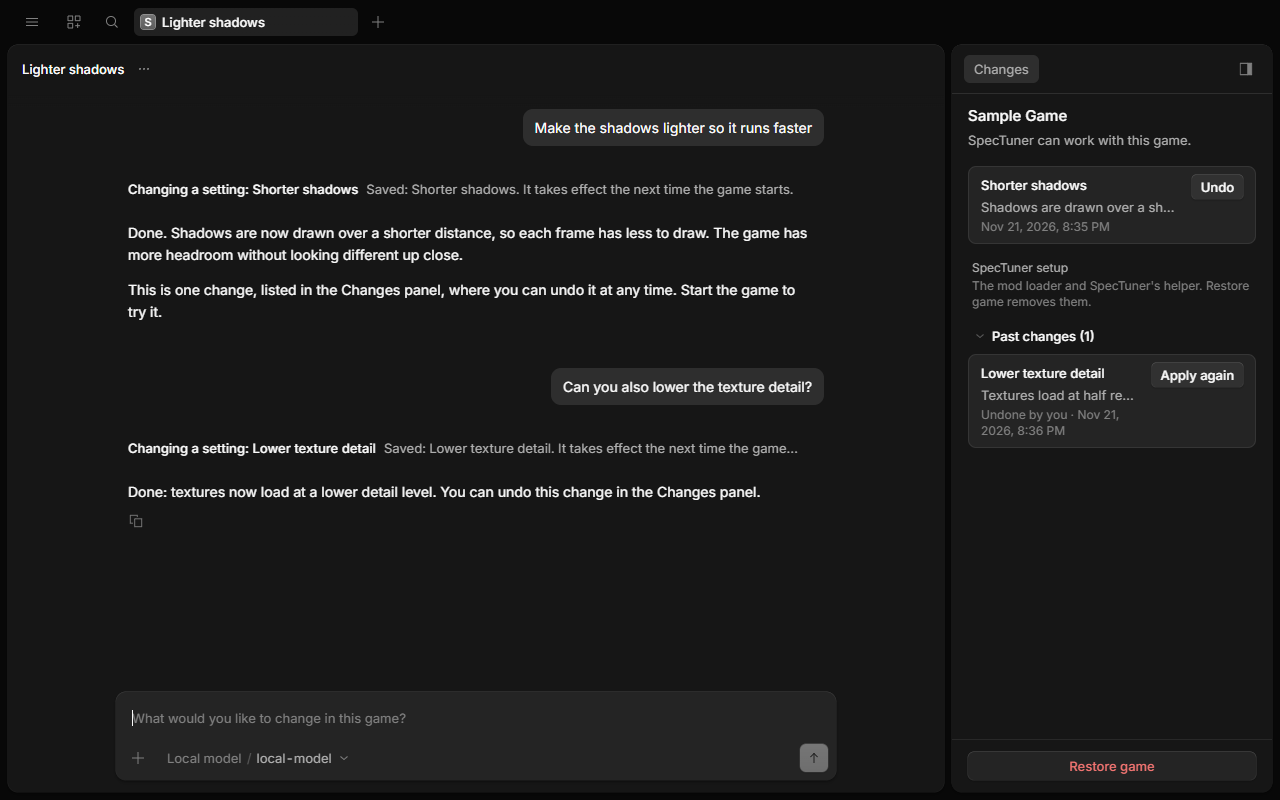 S Lighter shadows
Lighter shadows
Make the shadows lighter so it runs faster
Changing a setting: Shorter shadows Saved: Shorter shadows. It takes effect the next time the game starts.
Done. Shadows are now drawn over a shorter distance, so each frame has less to draw. The game has
more headroom without looking different up close.
This is one change, listed in the Changes panel, where you can undo it at any time. Start the game to
try it.
Can you also lower the texture detail?
Changing a setting: Lower texture detail Saved: Lower texture detail. It takes effect the next time the game...
Done: textures now load at a lower detail level. You can undo this change in the Changes panel.
What would you like to change in this game?
Local model / local-model
Changes
Sample Game
SpecTuner can work with this game.
Shorter shadows
Undo
Shadows are drawn over a sh...
Nov 21, 2026, 8:35 PM
SpecTuner setup
The mod loader and SpecTuner's helper. Restore
game removes them.
Past changes (1)
Lower texture detail
Apply again
Textures load at half re...
Undone by you · Nov 21,
2026, 8:36 PM
Restore game